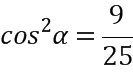 cos²α = 9/25